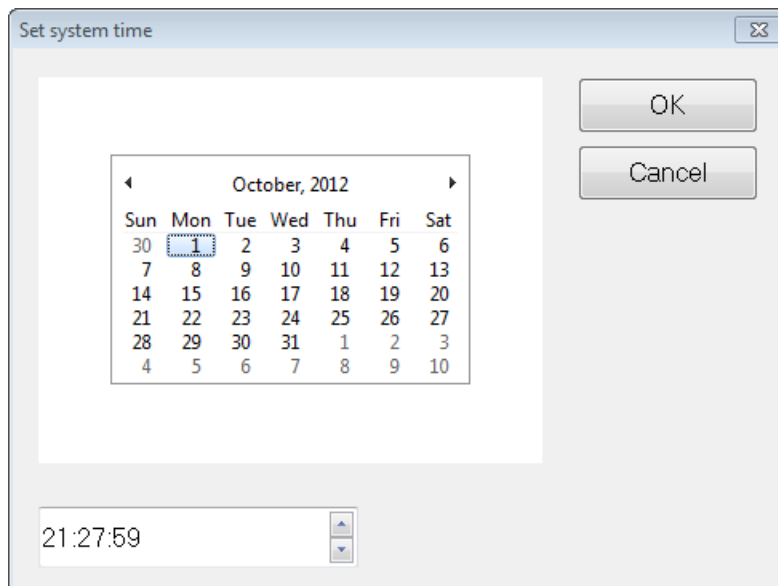 Set system time
OK
Cancel
October, 2012
Sun Mon Tue Wed Thu Fri Sat
30 1 2 3 4 5 6
7 8 9 10 11 12 13
14 15 16 17 18 19 20
21 22 23 24 25 26 27
28 29 30 31 1 2 3
4 5 6 7 8 9 10
21:27:59